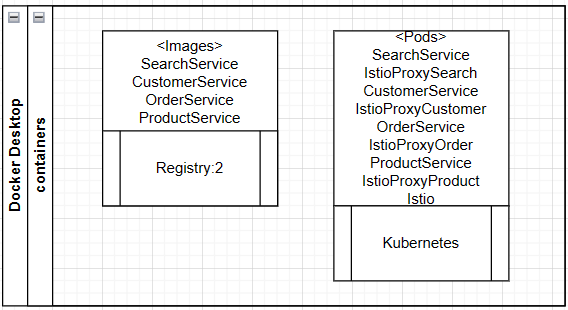 Docker Desktop
containers
<Images>
SearchService
CustomerService
OrderService
ProductService
Registry:2
<Pods>
SearchService
IstioProxySearch
CustomerService
IstioProxyCustomer
OrderService
IstioProxyOrder
ProductService
IstioProxyProduct
Istio
Kubernetes